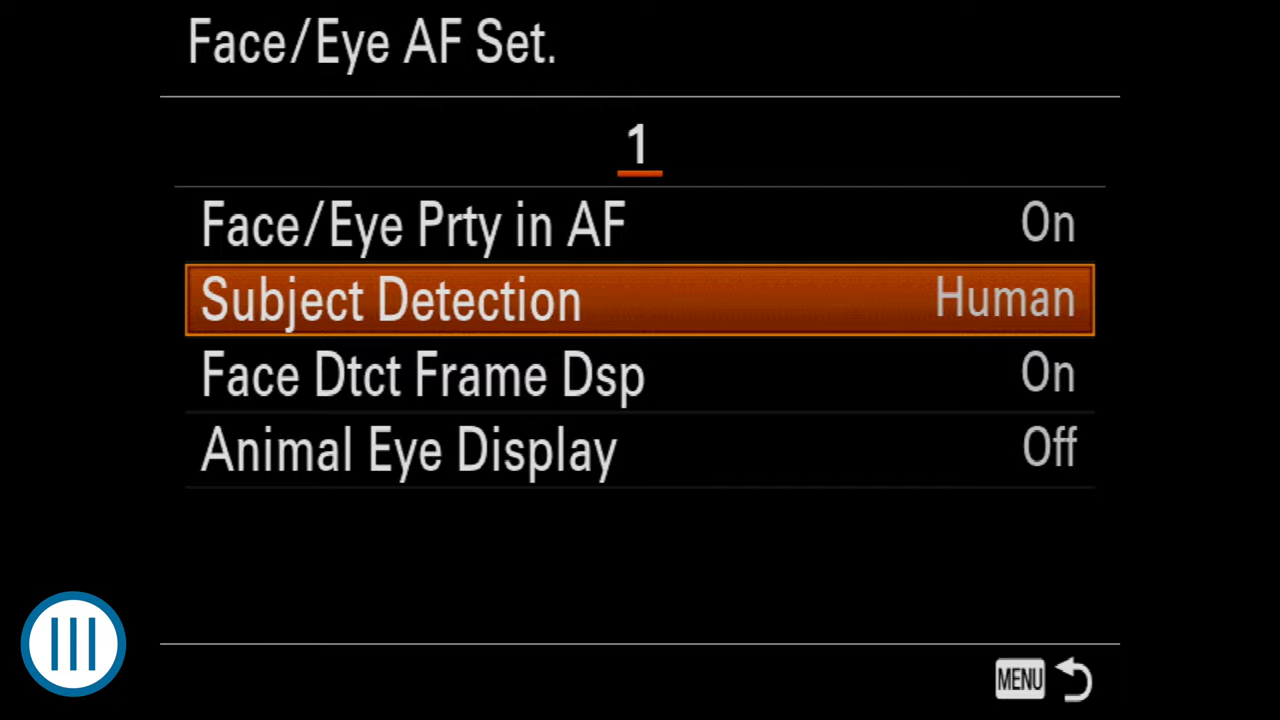 Face/Eye AF Set.
1
Face/Eye Prty in AF On
Subject Detection Human
Face Dtct Frame Dsp On
Animal Eye Display Off
MENU